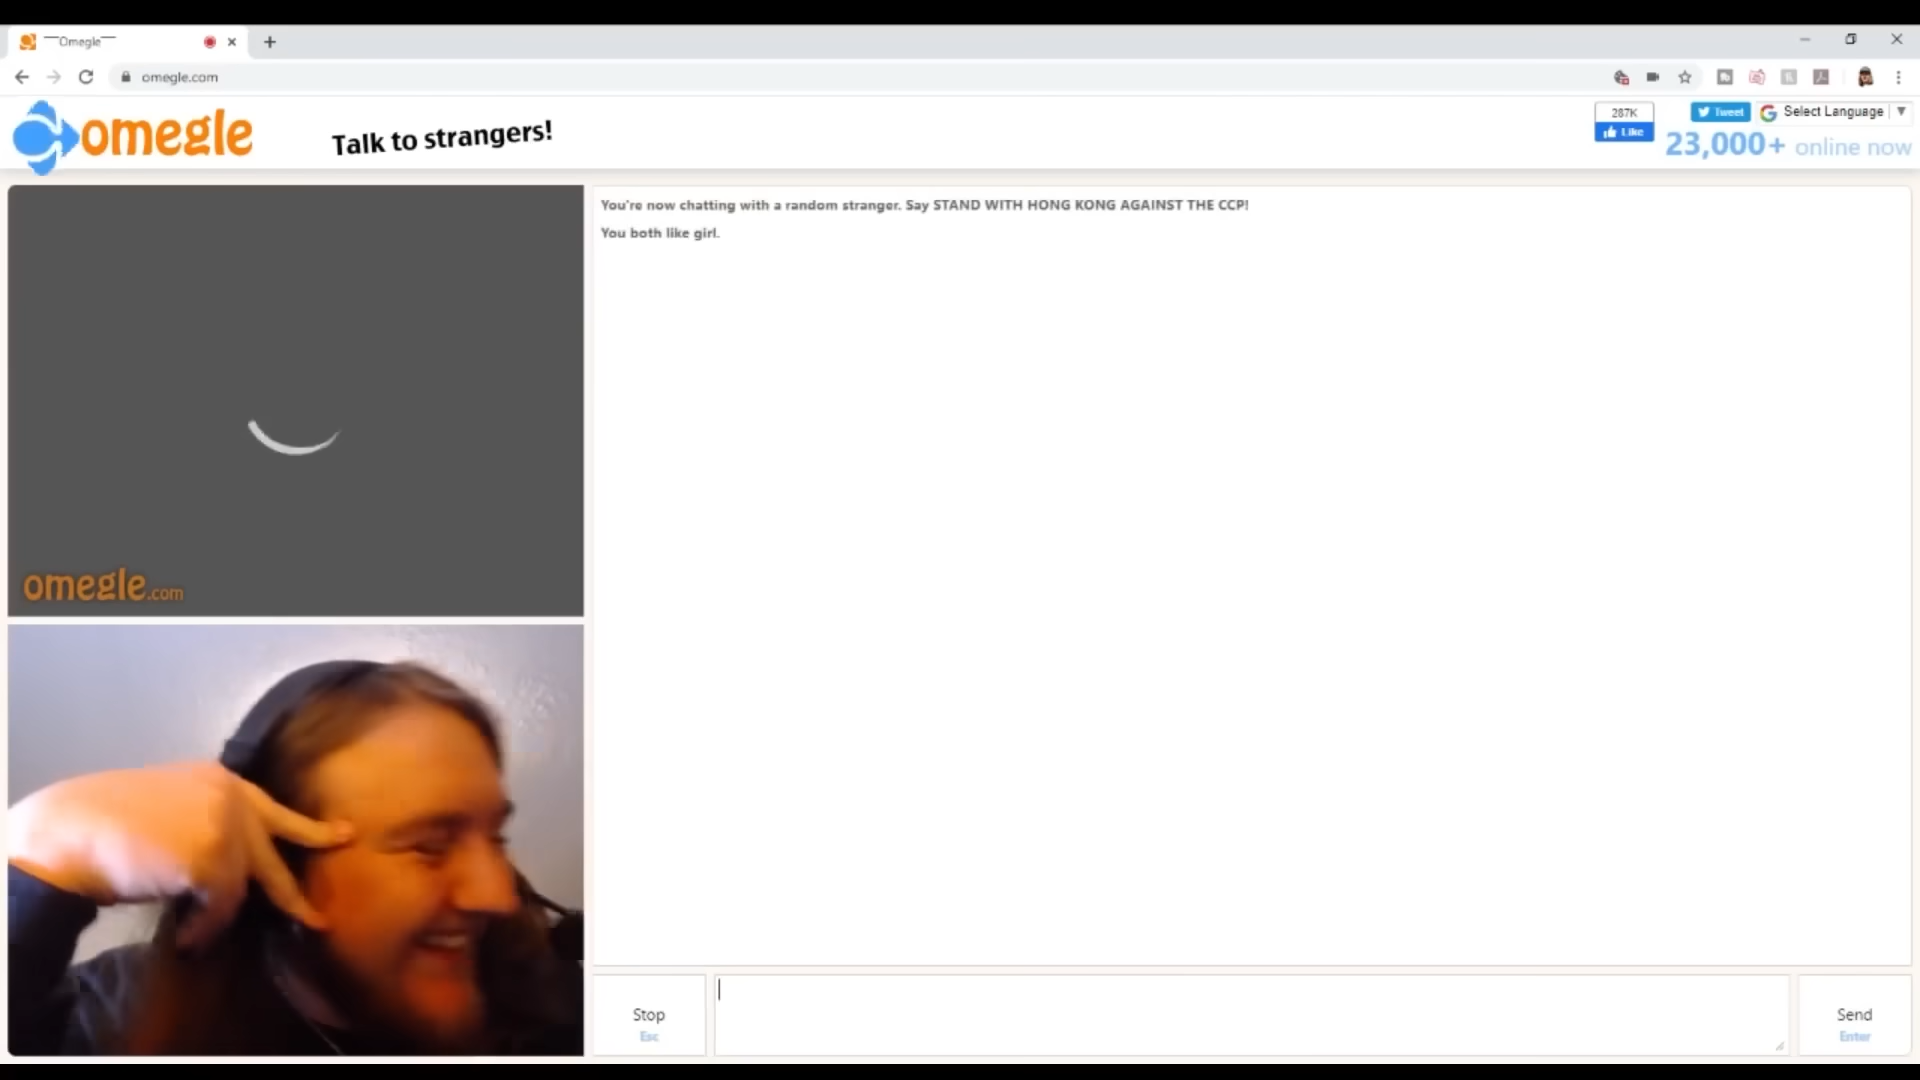 Omegle
omegle.com
omegle
Talk to strangers!
287K
Like
Tweet
Select Language
23,000+ online now
You're now chatting with a random stranger. Say STAND WITH HONG KONG AGAINST THE CCP!
You both like girl.
omegle.com
Stop
Esc
Send
Enter